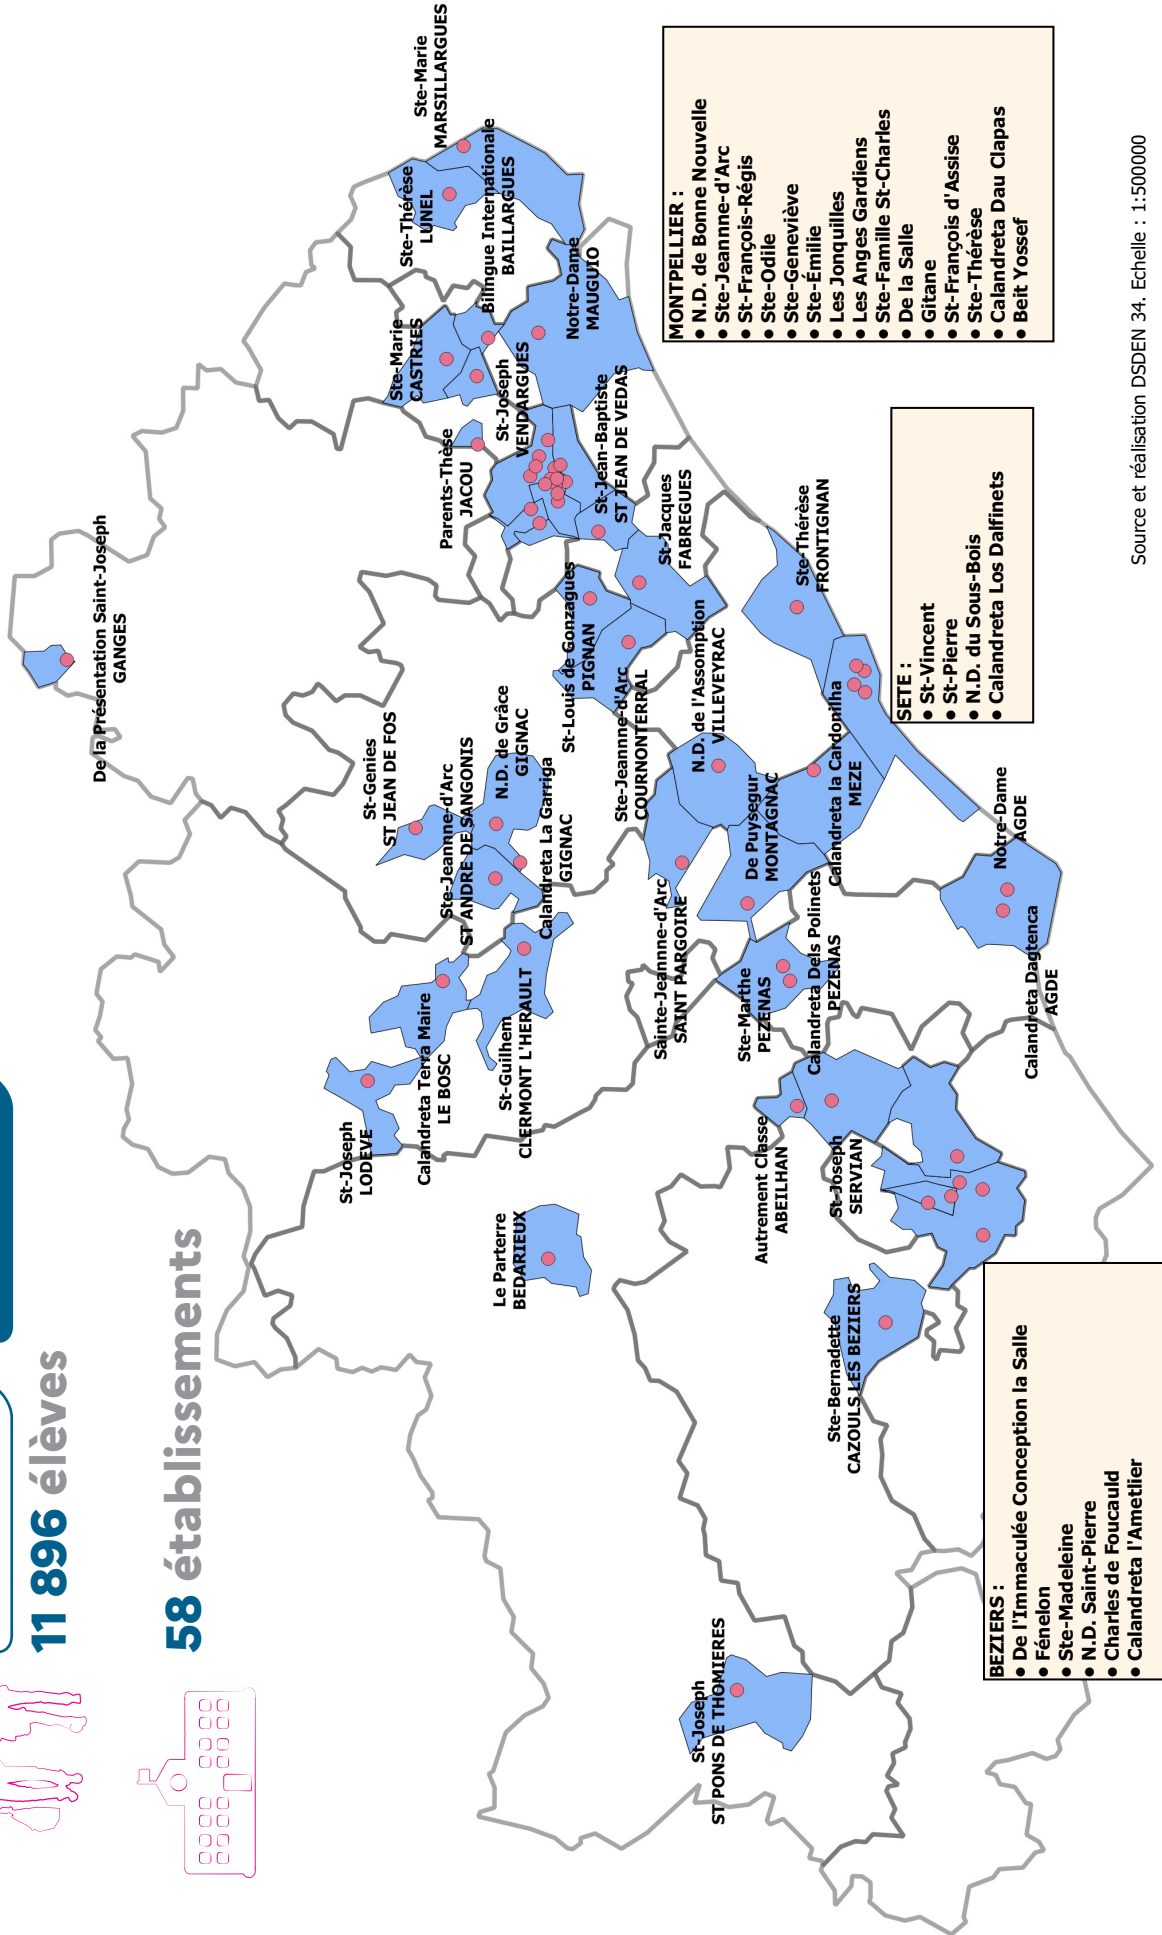 11 896 élèves
58 établissements
De la Présentation Saint-Joseph
GANGES
St-Genies
ST JEAN DE FOS
Ste-Jeannne-d'Arc
ST ANDRE DE SANGONIS
N.D. de Grâce
GIGNAC
Calandreta La Garriga
GIGNAC
St-Joseph
LODEVE
Calandreta Terra Maire
LE BOSC
St-Guilhem
CLERMONT L'HERAULT
Le Parterre
BEDARIEUX
Ste-Thérèse
LUNEL
Ste-Marie
MARSILLARGUES
Ste-Marie
CASTRIES
Bilingue Internationale
BAILLARGUES
St-Joseph
VENDARGUES
Notre-Dame
MAUGUIO
Parents-Thèse
JACOU
St-Jean-Baptiste
ST JEAN DE VEDAS
St-Jacques
FABREGUES
St-Louis de Gonzagues
PIGNAN
Ste-Jeannne-d'Arc
COURNONTERRAL
N.D. de l'Assomption
VILLEVEYRAC
Ste-Thérèse
FRONTIGNAN
Sainte-Jeannne-d'Arc
SAINT PARGOIRE
De Puysegur
MONTAGNAC
Calandreta la Cardonilha
MEZE
Ste-Marthe
PEZENAS
Calandreta Dels Polinets
PEZENAS
Notre-Dame
AGDE
Calandreta Dagtenca
AGDE
Autrement Classe
ABEILHAN
St-Joseph
SERVIAN
Ste-Bernadette
CAZOULS LES BEZIERS
St-Joseph
ST PONS DE THOMIERES
MONTPELLIER :
• N.D. de Bonne Nouvelle
• Ste-Jeannne-d'Arc
• St-François-Régis
• Ste-Odile
• Ste-Geneviève
• Ste-Émilie
• Les Jonquilles
• Les Anges Gardiens
• Ste-Famille St-Charles
• De la Salle
• Gitane
• St-François d'Assise
• Ste-Thérèse
• Calandreta Dau Clapas
• Beit Yossef
SETE :
• St-Vincent
• St-Pierre
• N.D. du Sous-Bois
• Calandreta Los Dalfinets
BEZIERS :
• De l'Immaculée Conception la Salle
• Fénelon
• Ste-Madeleine
• N.D. Saint-Pierre
• Charles de Foucauld
• Calandreta l'Ametlier
Source et réalisation DSDEN 34. Echelle : 1:500000